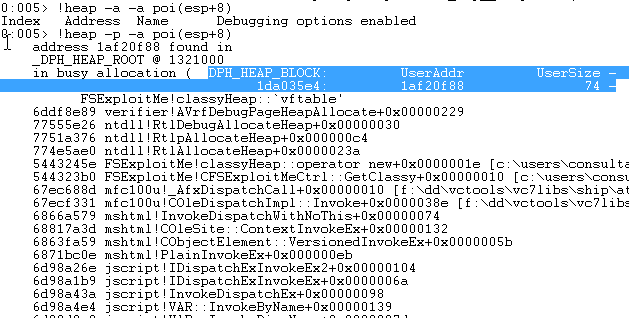 0:005> !heap -a -a poi(esp+8)
Index   Address  Name      Debugging options enabled
0:005> !heap -p -a poi(esp+8)
    address 1af20f88 found in
    _DPH_HEAP_ROOT @ 1321000
    in busy allocation (  DPH_HEAP_BLOCK:         UserAddr         UserSize -
                                 1da035e4:         1af20f88               74 -
          FSExploitMe!classyHeap::`vftable'
    6ddf8e89 verifier!AVrfDebugPageHeapAllocate+0x00000229
    77555e26 ntdll!RtlDebugAllocateHeap+0x00000030
    7751a376 ntdll!RtlpAllocateHeap+0x000000c4
    774e5ae0 ntdll!RtlAllocateHeap+0x0000023a
    5443245e FSExploitMe!classyHeap::operator new+0x0000001e [c:\users\consulta
    544323b0 FSExploitMe!CFSExploitMeCtrl::GetClassy+0x00000010 [c:\users\consu
    67ec688d mfc100u!_AfxDispatchCall+0x00000010 [f:\dd\vctools\vc7libs\ship\at
    67ecf331 mfc100u!COleDispatchImpl::Invoke+0x0000038e [f:\dd\vctools\vc7libs
    6866a579 mshtml!InvokeDispatchWithNoThis+0x00000074
    68817a3d mshtml!COleSite::ContextInvokeEx+0x00000132
    6863fa59 mshtml!CObjectElement::VersionedInvokeEx+0x0000005b
    6871bc0e mshtml!PlainInvokeEx+0x000000eb
    6d98a26e jscript!IDispatchExInvokeEx2+0x00000104
    6d98a1b9 jscript!IDispatchExInvokeEx+0x0000006a
    6d98a43a jscript!InvokeDispatchEx+0x00000098
    6d98a4e4 jscript!VAR::InvokeByName+0x00000139